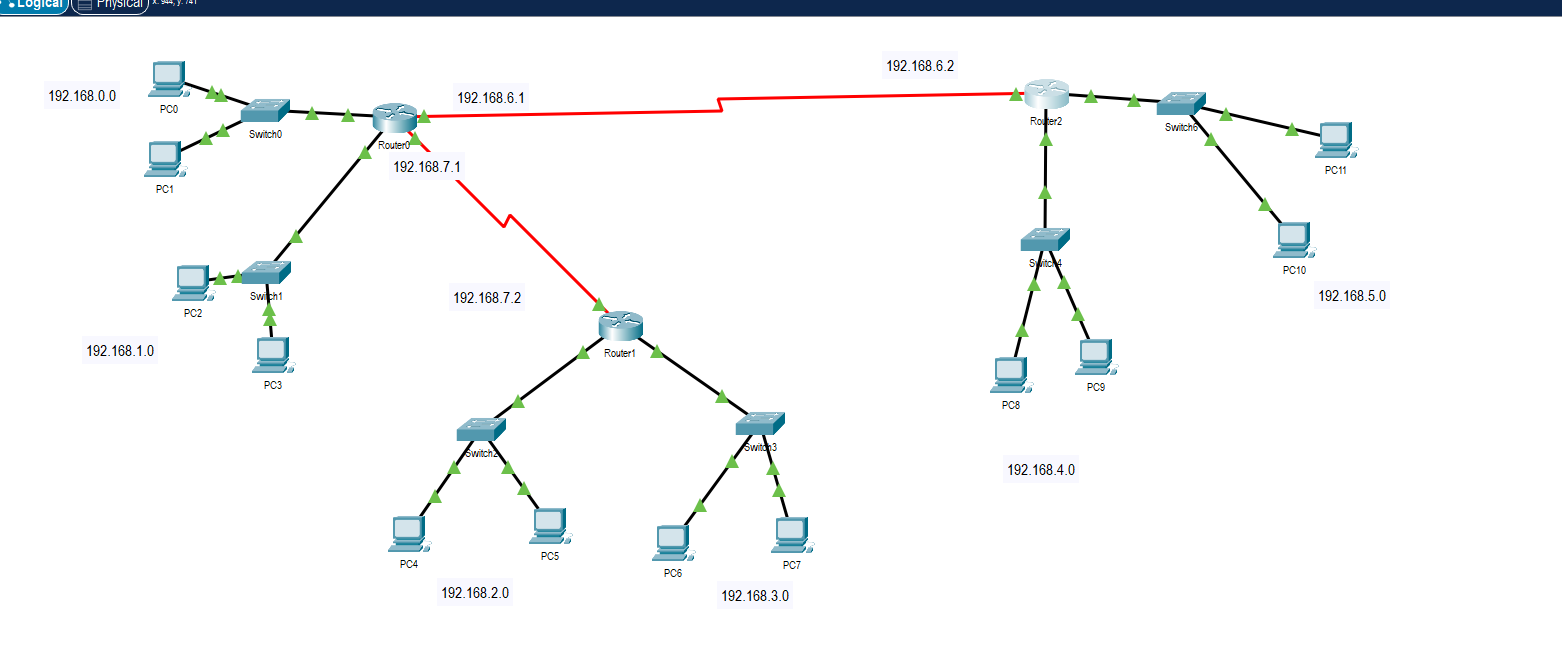 Logical
Physical
x: 944, y: 741
192.168.6.2
192.168.0.0
192.168.6.1
PC0
Router2
Switch0
Switch6
Router0
192.168.7.1
PC11
PC1
Switch4
PC10
192.168.5.0
Switch1
192.168.7.2
PC2
192.168.1.0
Router1
PC3
PC9
PC8
Switch2
Switch3
192.168.4.0
PC5
PC4
PC7
PC6
192.168.2.0
192.168.3.0